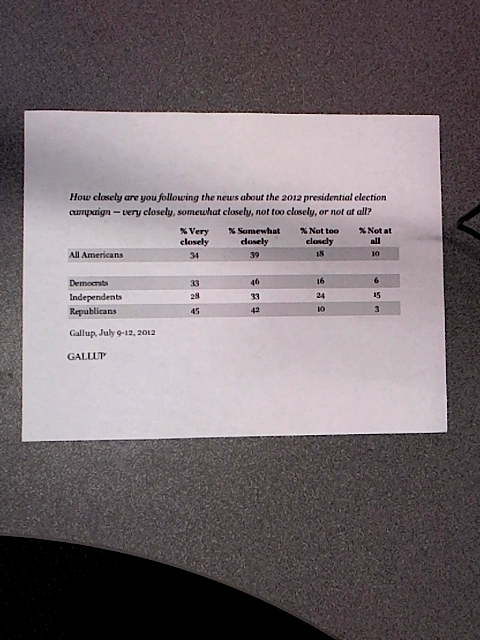 How closely are you following the news about the 2012 presidential election
campaign -- very closely, somewhat closely, not too closely, or not at all?
% Very closely % Somewhat closely % Not too closely % Not at all
All Americans 34 39 18 10
Democrats 33 46 16 6
Independents 28 33 24 15
Republicans 45 42 10 3
Gallup, July 9-12, 2012
GALLUP